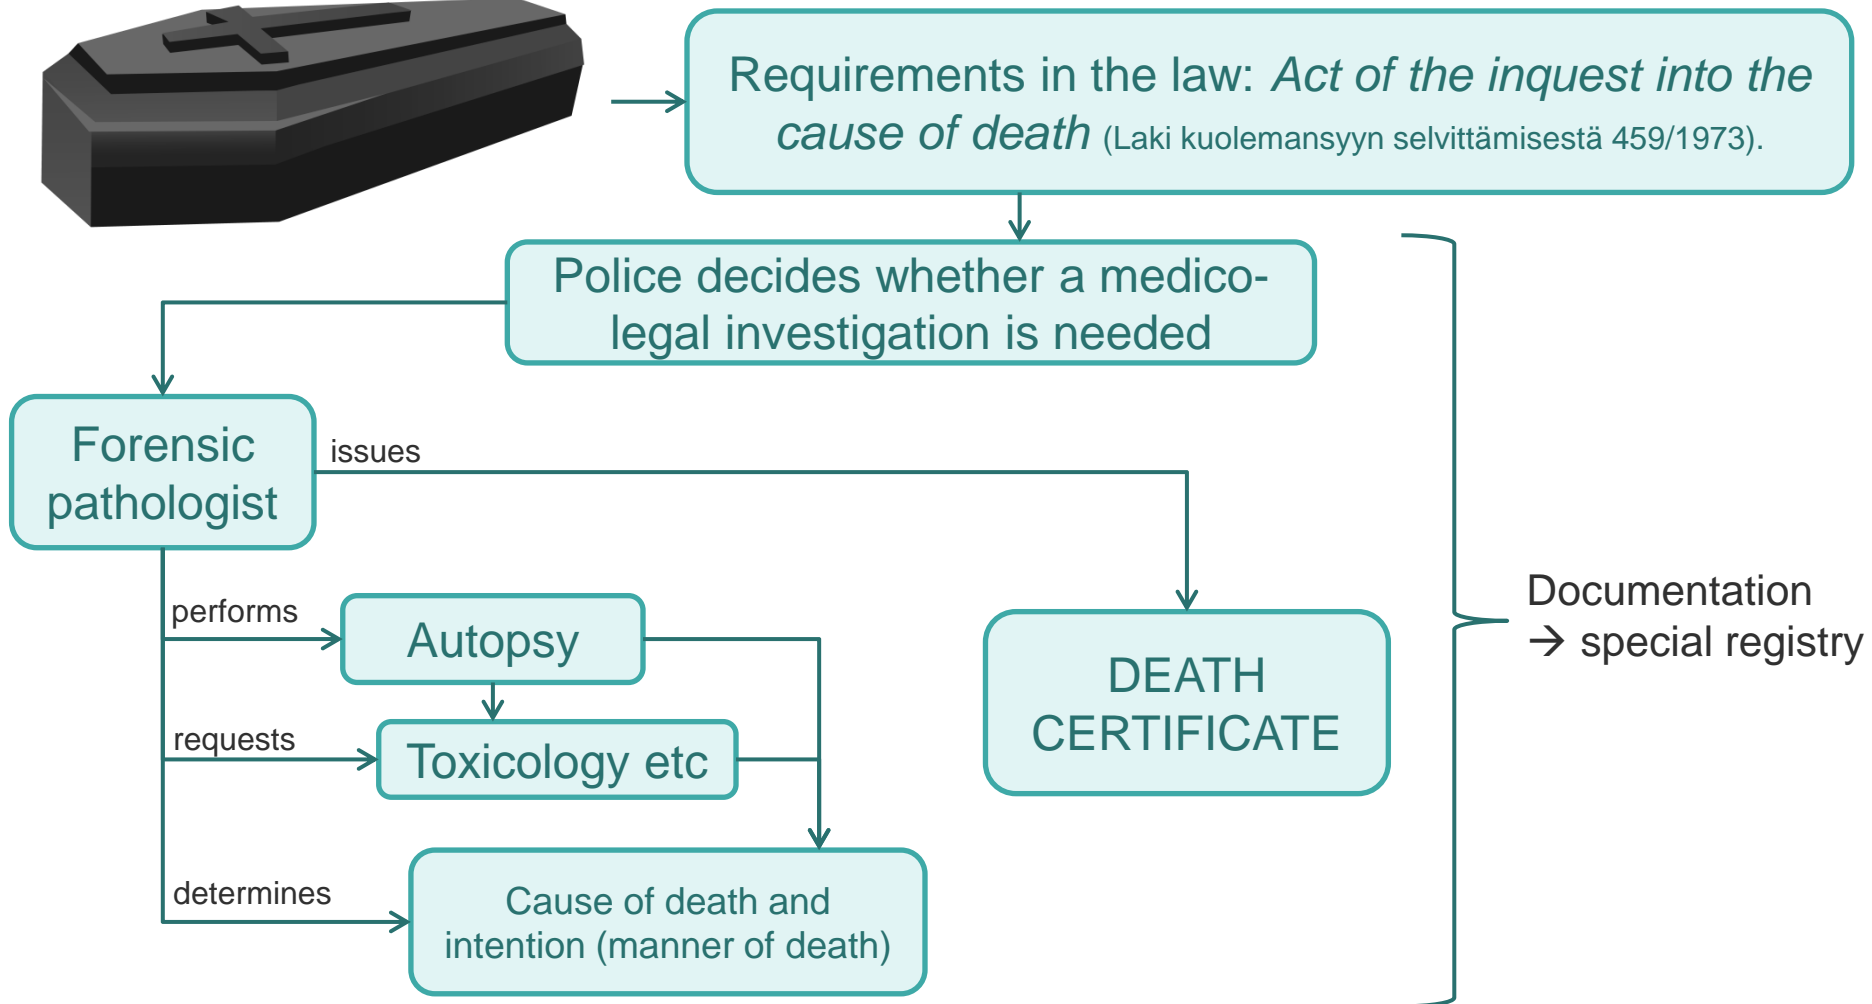 Requirements in the law: Act of the inquest into the
cause of death (Laki kuolemansyyn selvittämisestä 459/1973).
Police decides whether a medico-
legal investigation is needed
Forensic
pathologist
issues
performs
Autopsy
requests
Toxicology etc
determines
Cause of death and
intention (manner of death)
DEATH
CERTIFICATE
Documentation
→ special registry